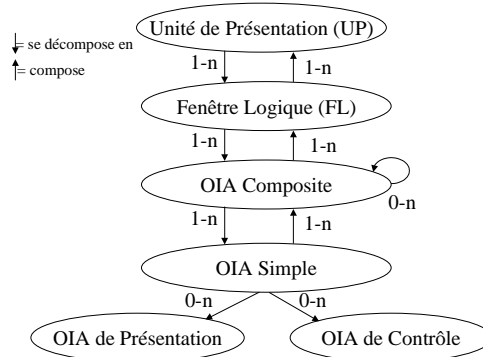 Unité de Présentation (UP)
= se décompose en
= compose
1-n 1-n
Fenêtre Logique (FL)
1-n 1-n
OIA Composite
0-n
1-n 1-n
OIA Simple
0-n 0-n
OIA de Présentation OIA de Contrôle